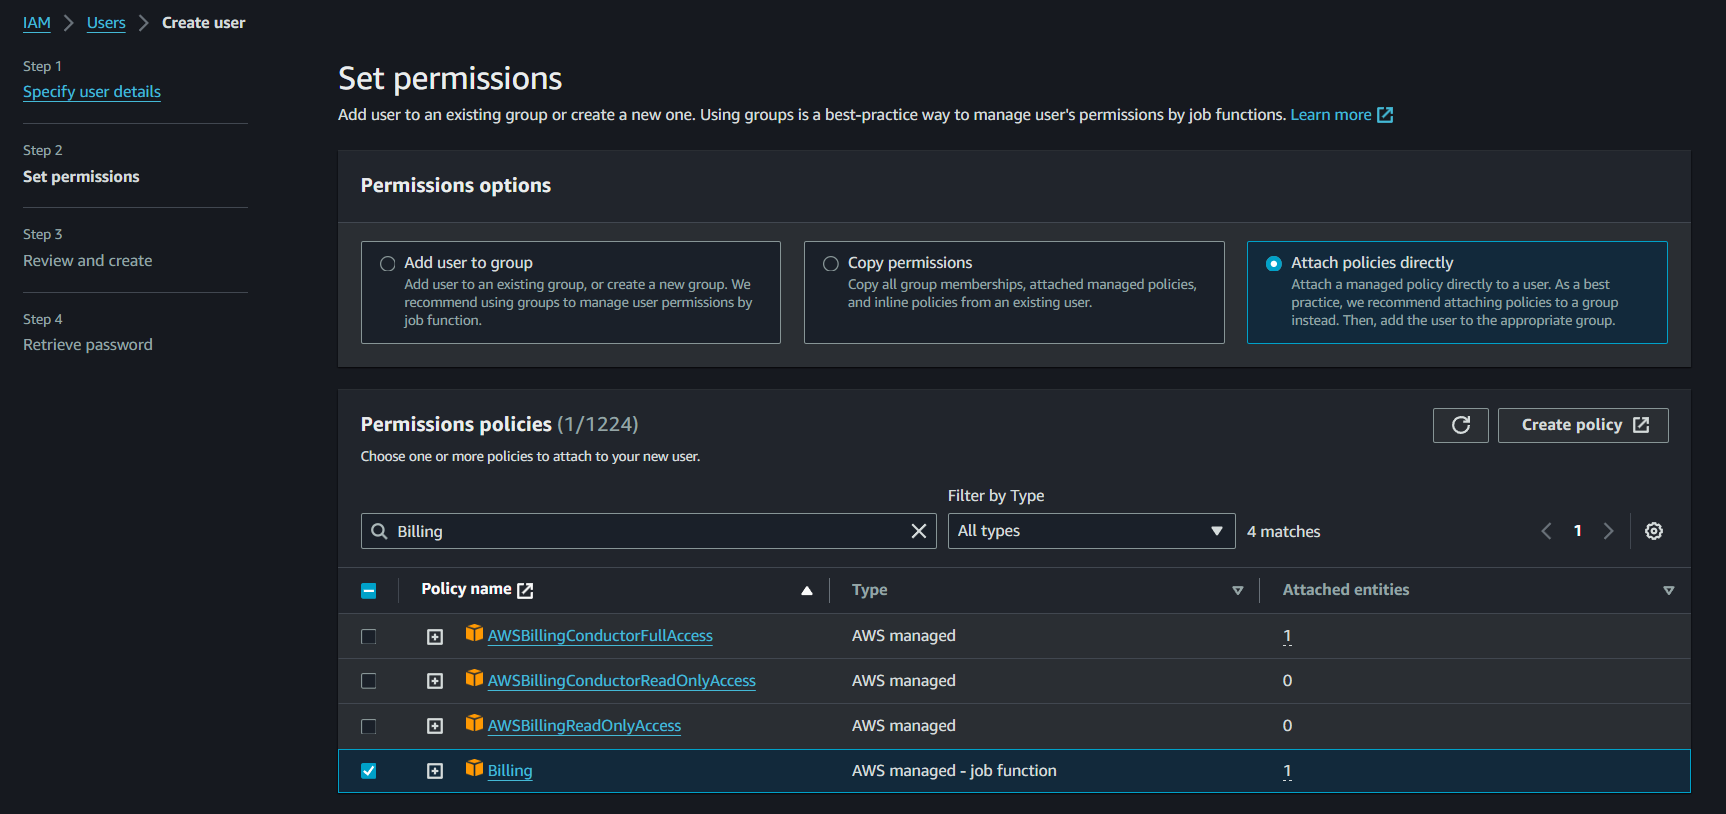 IAM > Users > Create user
Step 1
Specify user details
Step 2
Set permissions
Step 3
Review and create
Step 4
Retrieve password
Set permissions
Add user to an existing group or create a new one. Using groups is a best-practice way to manage user's permissions by job functions. Learn more
Permissions options
Add user to group
Add user to an existing group, or create a new group. We
recommend using groups to manage user permissions by
job function.
Copy permissions
Copy all group memberships, attached managed policies,
and inline policies from an existing user.
Attach policies directly
Attach a managed policy directly to a user. As a best
practice, we recommend attaching policies to a group
instead. Then, add the user to the appropriate group.
Permissions policies (1/1224)
Choose one or more policies to attach to your new user.
Create policy
Filter by Type
Billing
All types
4 matches
1
Policy name Type Attached entities
AWSBillingConductorFullAccess AWS managed 1
AWSBillingConductorReadOnlyAccess AWS managed 0
AWSBillingReadOnlyAccess AWS managed 0
Billing AWS managed - job function 1